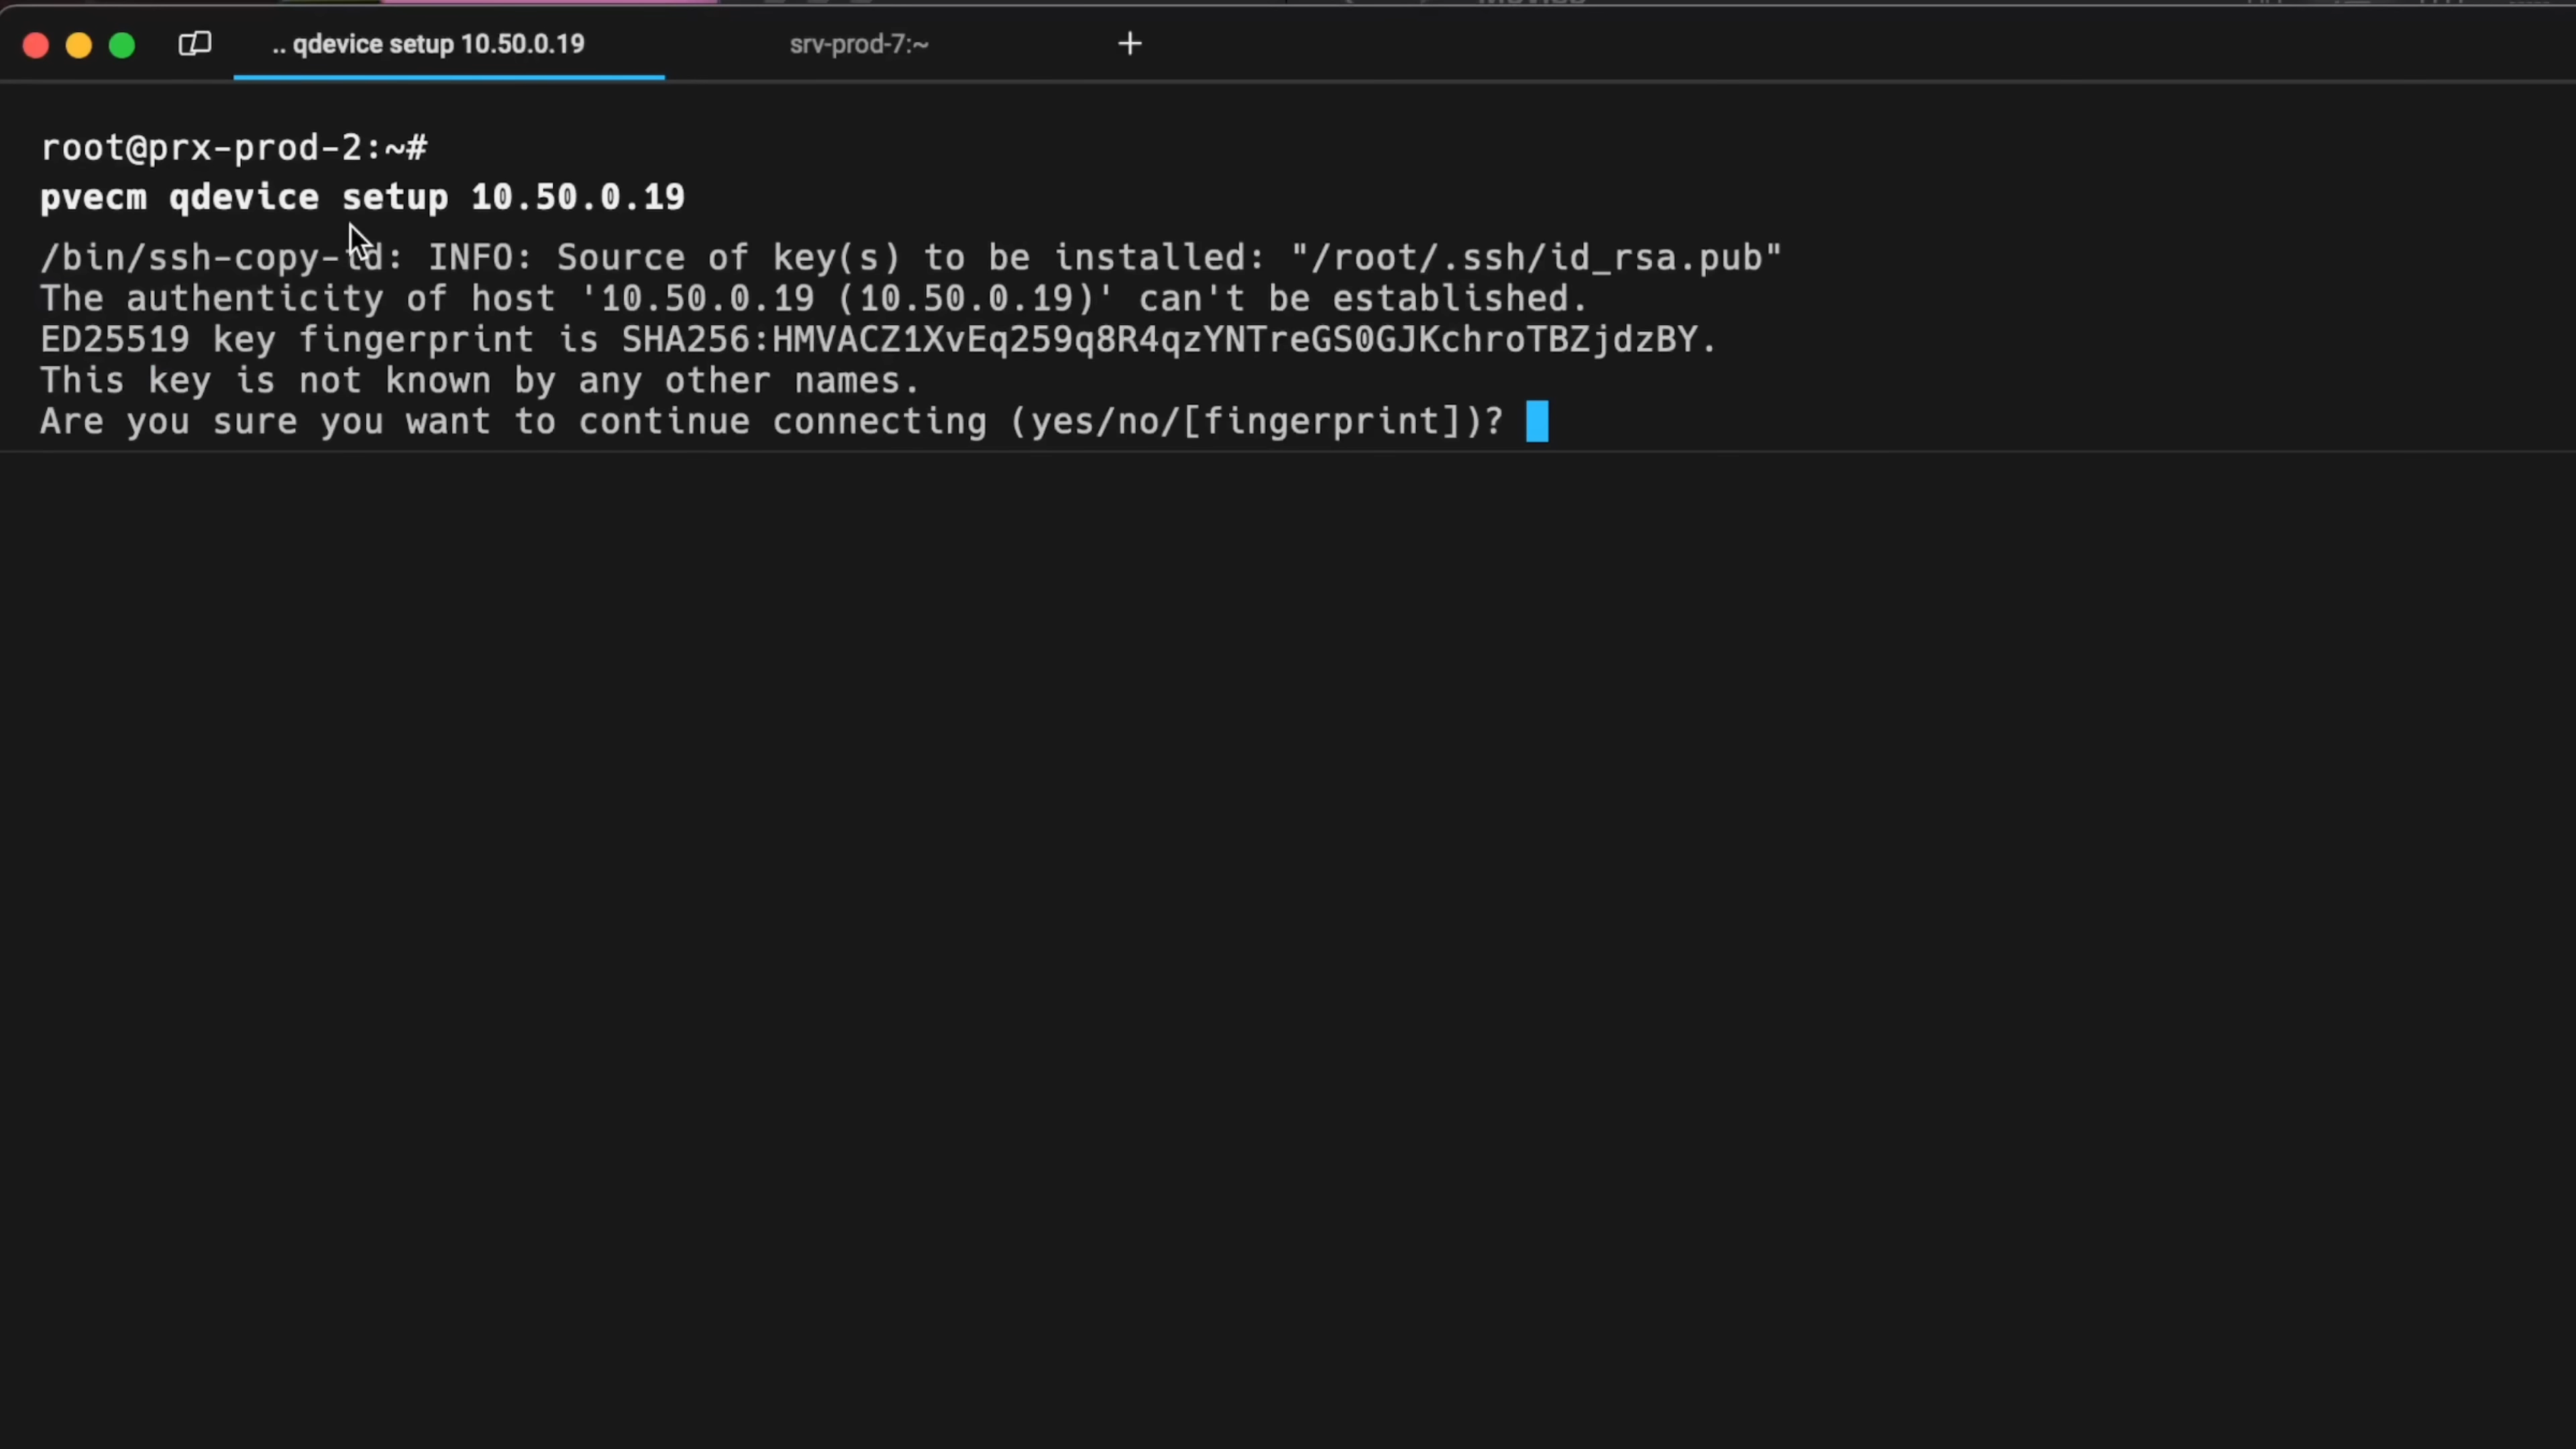 .. qdevice setup 10.50.0.19
srv-prod-7:~
+
root@prx-prod-2:~#
pvecm qdevice setup 10.50.0.19
/bin/ssh-copy-id: INFO: Source of key(s) to be installed: "/root/.ssh/id_rsa.pub"
The authenticity of host '10.50.0.19 (10.50.0.19)' can't be established.
ED25519 key fingerprint is SHA256:HMVACZ1XvEq259q8R4qzYNTreGS0GJKchroTBZjdzBY.
This key is not known by any other names.
Are you sure you want to continue connecting (yes/no/[fingerprint])?